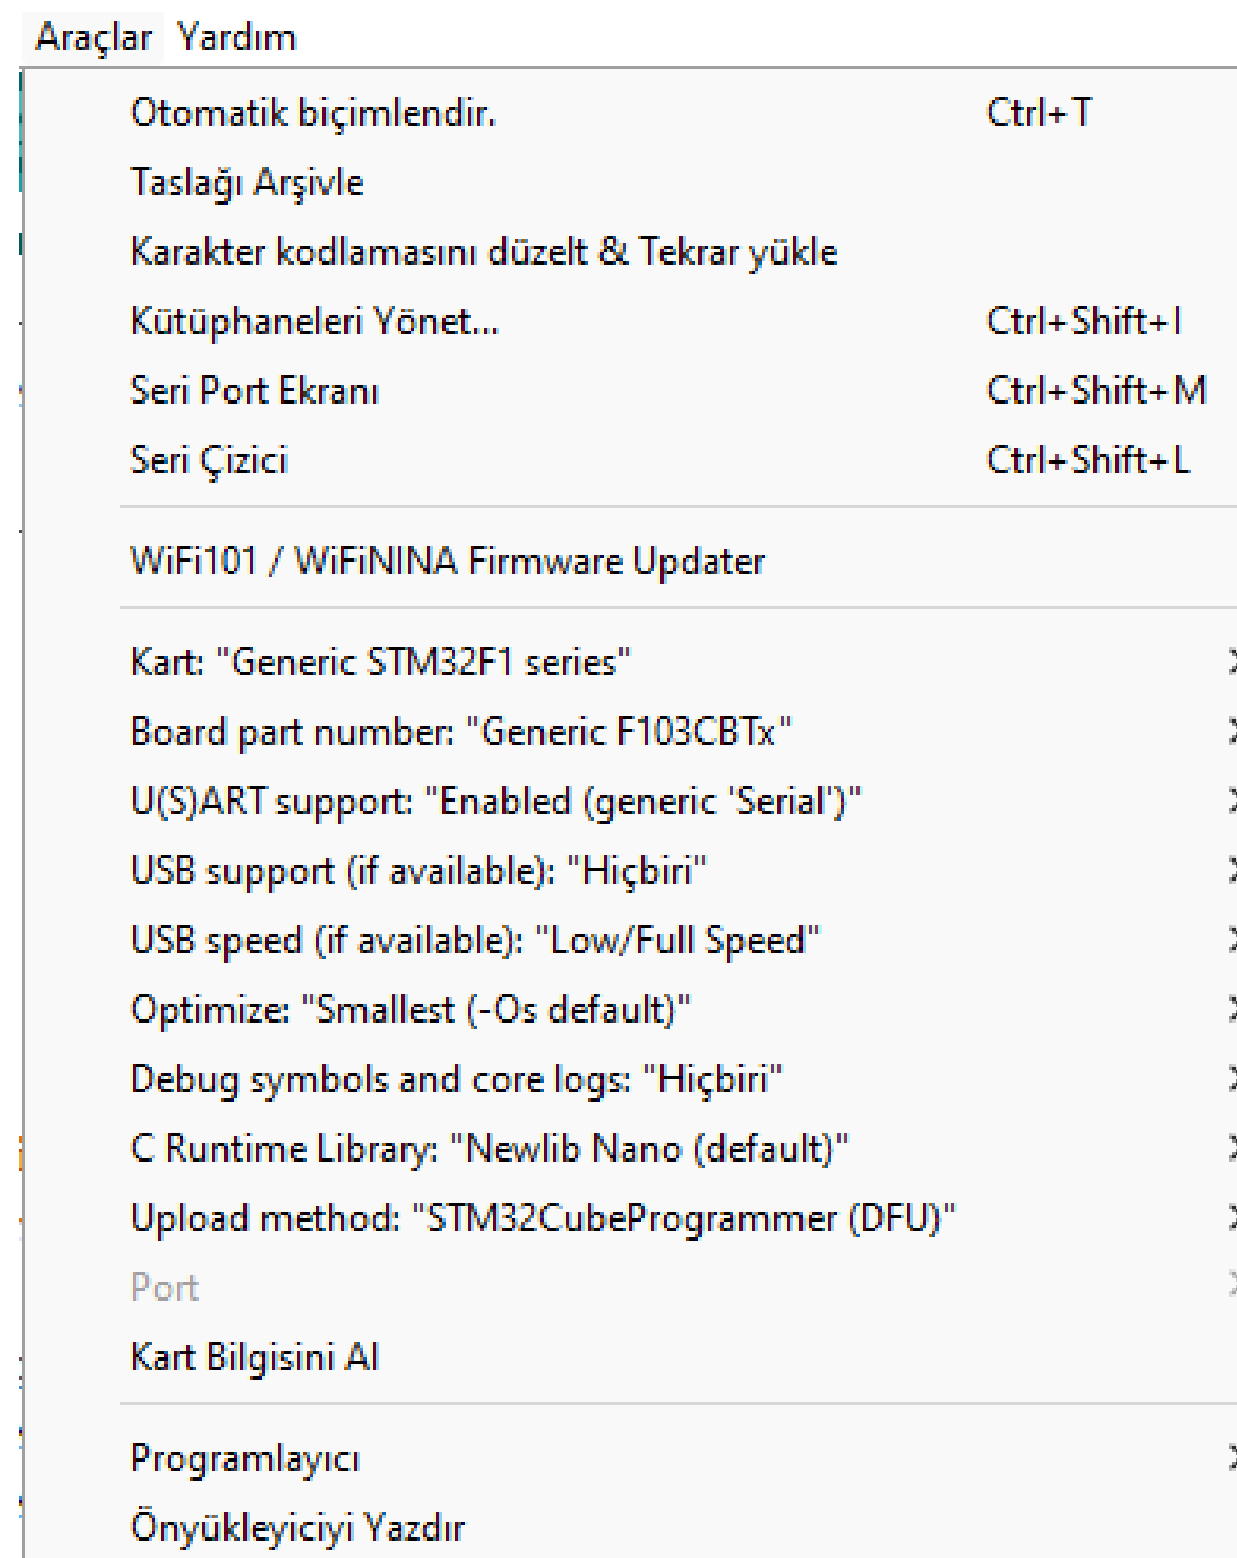 Araçlar Yardım
Otomatik biçimlendir. Ctrl+T
Taslağı Arşivle
Karakter kodlamasını düzelt & Tekrar yükle
Kütüphaneleri Yönet... Ctrl+Shift+I
Seri Port Ekranı Ctrl+Shift+M
Seri Çizici Ctrl+Shift+L
WiFi101 / WiFiNINA Firmware Updater
Kart: "Generic STM32F1 series"
Board part number: "Generic F103CBTx"
U(S)ART support: "Enabled (generic 'Serial')"
USB support (if available): "Hiçbiri"
USB speed (if available): "Low/Full Speed"
Optimize: "Smallest (-Os default)"
Debug symbols and core logs: "Hiçbiri"
C Runtime Library: "Newlib Nano (default)"
Upload method: "STM32CubeProgrammer (DFU)"
Port
Kart Bilgisini Al
Programlayıcı
Önyükleyiciyi Yazdır